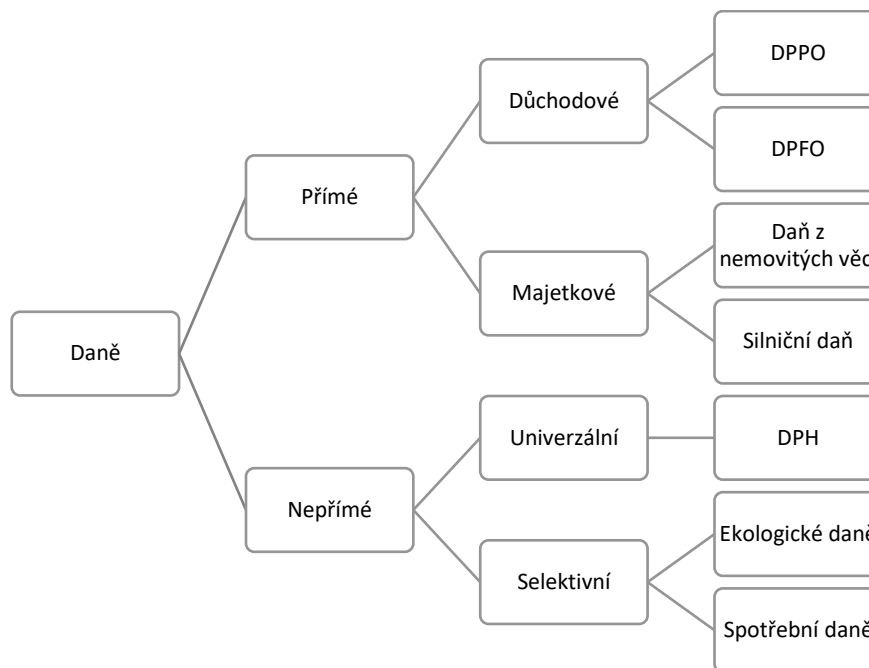 DPPO
Důchodové
DPFO
Přímé
Daň z
nemovitých věc
Majetkové
Silniční daň
Daně
Univerzální
DPH
Nepřímé
Ekologické daně
Selektivní
Spotřební daně